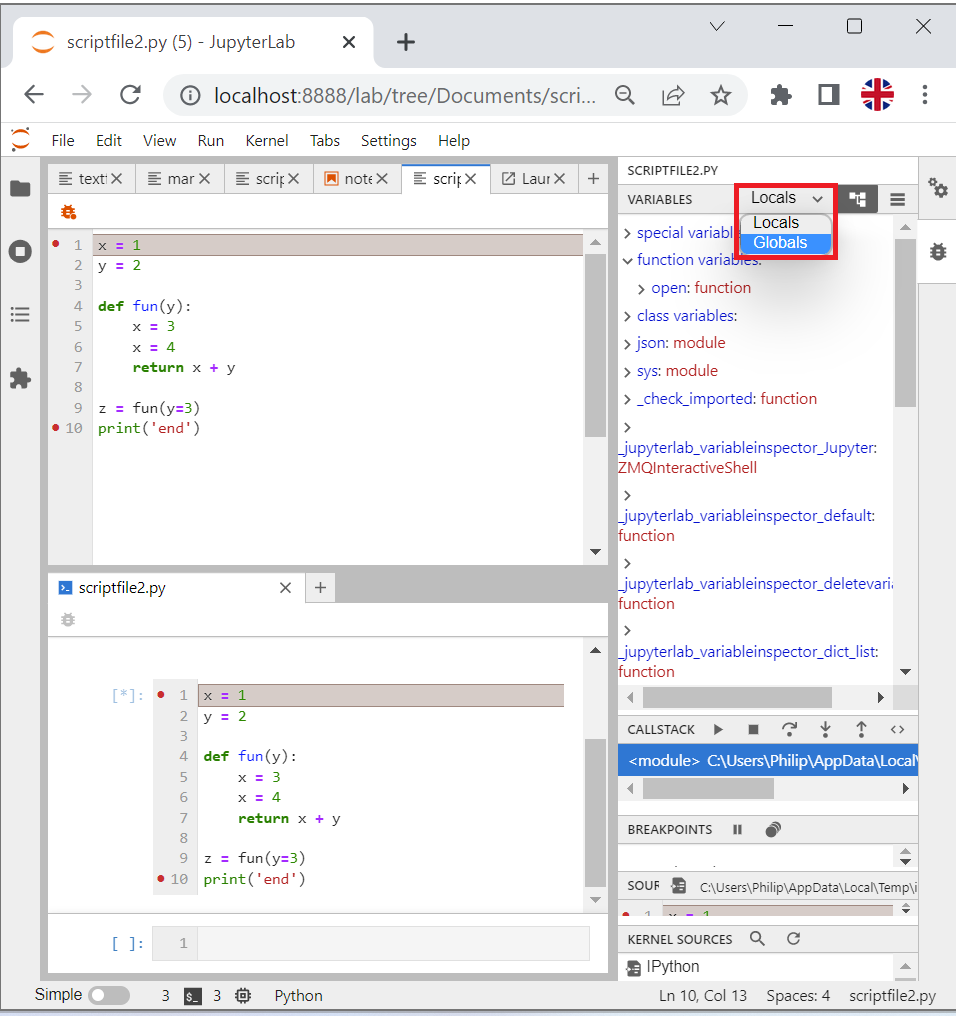 scriptfile2.py (5) - JupyterLab
localhost:8888/lab/tree/Documents/scri...
File Edit View Run Kernel Tabs Settings Help
text mar scrip note scrip Laun
1 x = 1
2 y = 2
3
4 def fun(y):
5 x = 3
6 x = 4
7 return x + y
8
9 z = fun(y=3)
10 print('end')
scriptfile2.py
[*]: 1 x = 1
2 y = 2
3
4 def fun(y):
5 x = 3
6 x = 4
7 return x + y
8
9 z = fun(y=3)
10 print('end')
[ ]: 1
SCRIPTFILE2.PY
VARIABLES Locals
Locals
Globals
special variabl
function variables:
open: function
class variables:
json: module
sys: module
_check_imported: function
_jupyterlab_variableinspector_Jupyter:
ZMQInteractiveShell
_jupyterlab_variableinspector_default:
function
_jupyterlab_variableinspector_deletevaria
function
_jupyterlab_variableinspector_dict_list:
function
CALLSTACK
<module> C:\Users\Philip\AppData\Local\
BREAKPOINTS
SOUR C:\Users\Philip\AppData\Local\Temp\i
1 x = 1
KERNEL SOURCES
IPython
Simple 3 $_ 3 Python Ln 10, Col 13 Spaces: 4 scriptfile2.py